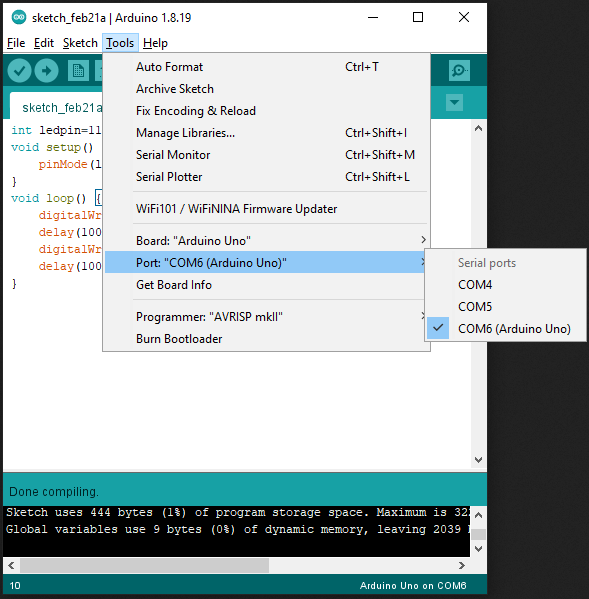 sketch_feb21a | Arduino 1.8.19
File Edit Sketch Tools Help
sketch_feb21a
int ledpin=11
void setup()
pinMode(l
}
void loop() {
digitalWr
delay(100
digitalWr
delay(100
}
Auto Format Ctrl+T
Archive Sketch
Fix Encoding & Reload
Manage Libraries... Ctrl+Shift+I
Serial Monitor Ctrl+Shift+M
Serial Plotter Ctrl+Shift+L
WiFi101 / WiFiNINA Firmware Updater
Board: "Arduino Uno"
Port: "COM6 (Arduino Uno)"
Get Board Info
Programmer: "AVRISP mkII"
Burn Bootloader
Serial ports
COM4
COM5
COM6 (Arduino Uno)
Done compiling.
Sketch uses 444 bytes (1%) of program storage space. Maximum is 32
Global variables use 9 bytes (0%) of dynamic memory, leaving 2039
10 Arduino Uno on COM6